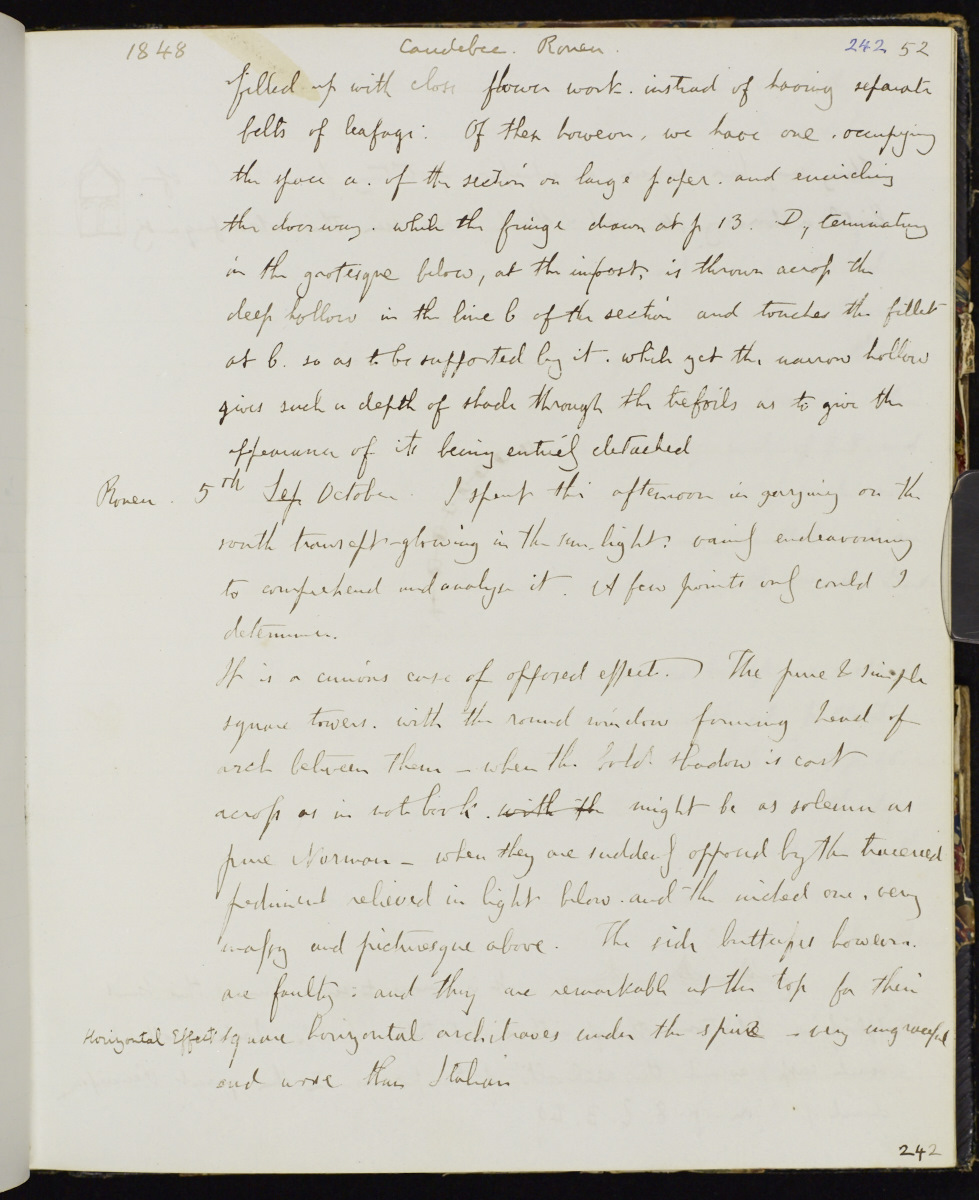 1848 Caudebec. Rouen. 242 52
filled up with close flower work. instead of having separate
belts of leafage. Of these however, we have one, occupying
the space a. of the section on large paper. and encircling
the doorway. while the fringe drawn at p 13. D, terminating
in the grotesque below, at the impost, is thrown across the
deep hollow in the line b of the section and touches the fillet
at b. so as to be supported by it. while yet the narrow hollow
gives such a depth of shade through the trefoils as to give the
appearance of its being entirely detached
Rouen. 5th Sep October. I spent this afternoon in gazing on the
south transept glowing in the sun-light. vainly endeavouring
to comprehend and analyse it. A few points only could I
determine.
It is a curious case of opposed effect. The pure & simple
square towers. with the round window forming head of
arch between them – when the bold shadow is cast
across as in note book. with th might be as solemn as
pure Norman – when they are suddenly opposed by the traceried
pediment relieved in light below. and the niched one, very
massy and picturesque above. The side buttresses however.
are faulty: and they are remarkable at the top for their
Horizontal Effect square horizontal architraves under the spire – very ungraceful
and worse than Italian
242